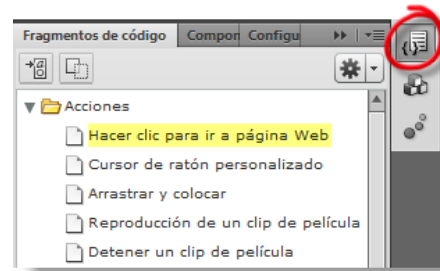 Fragmentos de código Compon Configu
Acciones
Hacer clic para ir a página Web
Cursor de ratón personalizado
Arrastrar y colocar
Reproducción de un clip de película
Detener un clip de película